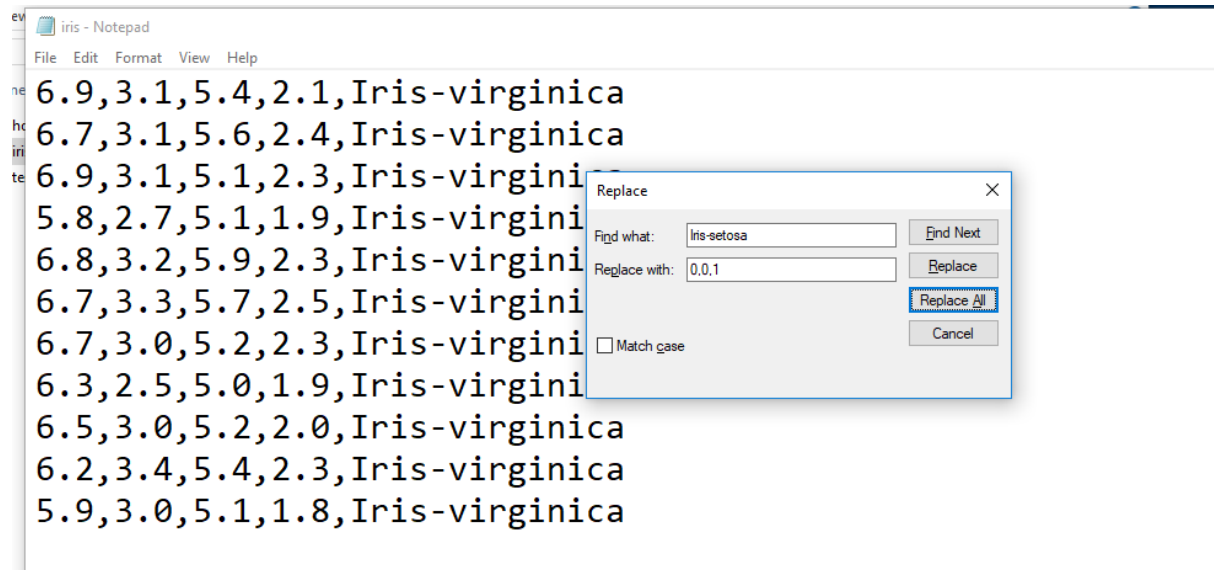 iris - Notepad
File Edit Format View Help
6.9,3.1,5.4,2.1,Iris-virginica
6.7,3.1,5.6,2.4,Iris-virginica
6.9,3.1,5.1,2.3,Iris-virgini
5.8,2.7,5.1,1.9,Iris-virgini
6.8,3.2,5.9,2.3,Iris-virgini
6.7,3.3,5.7,2.5,Iris-virgini
6.7,3.0,5.2,2.3,Iris-virgini
6.3,2.5,5.0,1.9,Iris-virgini
6.5,3.0,5.2,2.0,Iris-virginica
6.2,3.4,5.4,2.3,Iris-virginica
5.9,3.0,5.1,1.8,Iris-virginica
Replace
Find what: Iris-setosa Find Next
Replace with: 0,0,1 Replace
Replace All
Match case Cancel